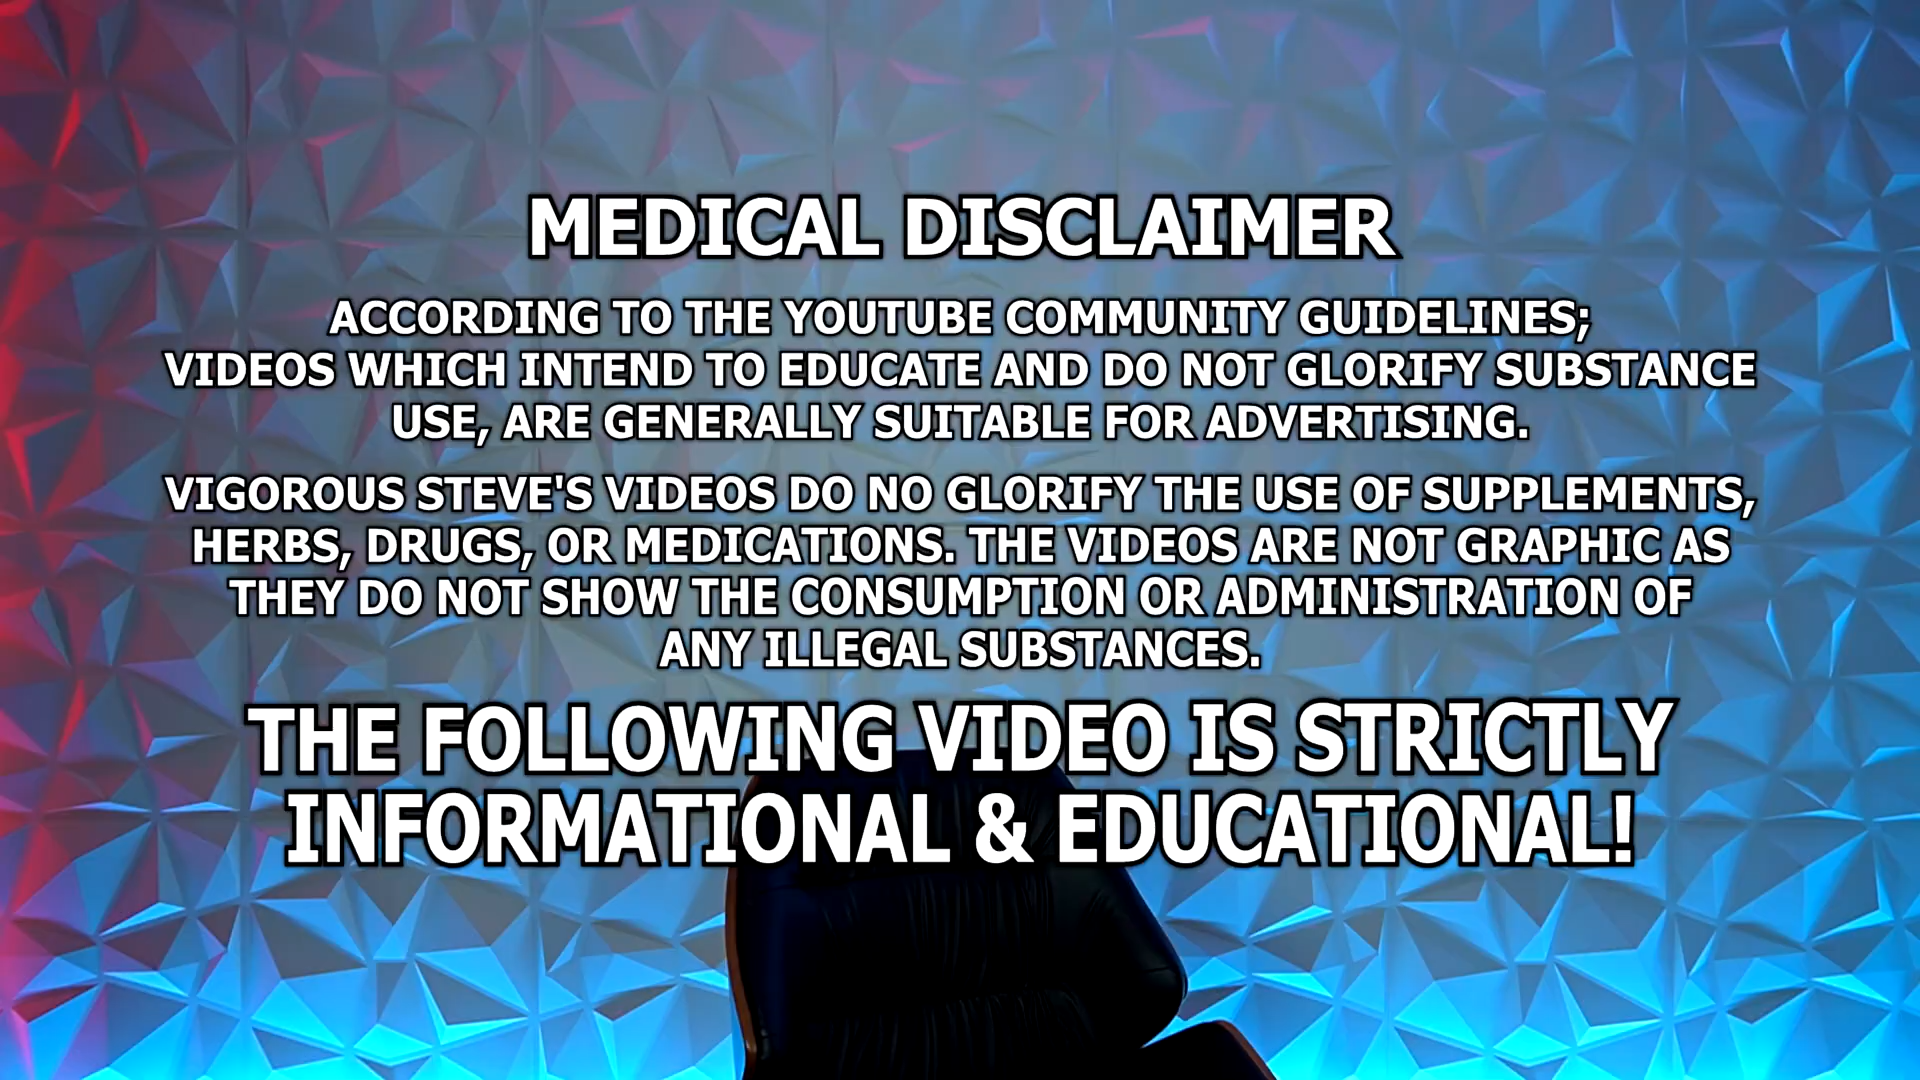 MEDICAL DISCLAIMER
ACCORDING TO THE YOUTUBE COMMUNITY GUIDELINES;
VIDEOS WHICH INTEND TO EDUCATE AND DO NOT GLORIFY SUBSTANCE
USE, ARE GENERALLY SUITABLE FOR ADVERTISING.
VIGOROUS STEVE'S VIDEOS DO NO GLORIFY THE USE OF SUPPLEMENTS,
HERBS, DRUGS, OR MEDICATIONS. THE VIDEOS ARE NOT GRAPHIC AS
THEY DO NOT SHOW THE CONSUMPTION OR ADMINISTRATION OF
ANY ILLEGAL SUBSTANCES.
THE FOLLOWING VIDEO IS STRICTLY
INFORMATIONAL & EDUCATIONAL!